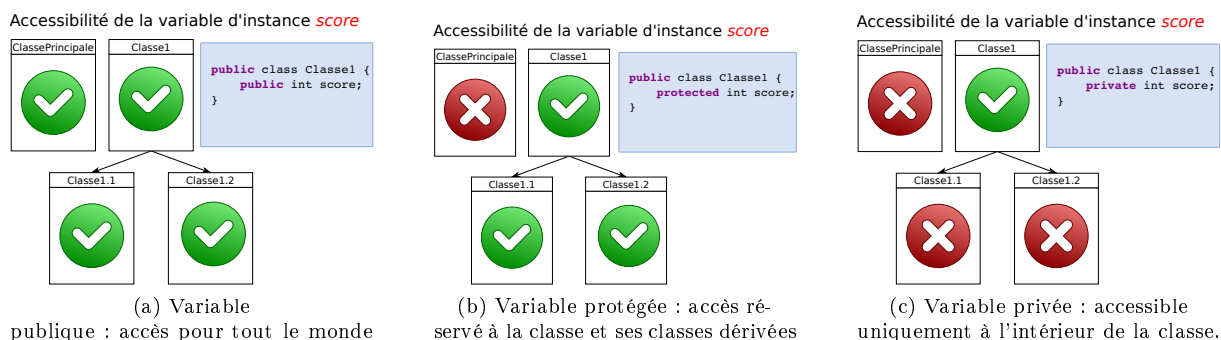 Accessibilité de la variable d'instance score
ClassePrincipale
Classe1
public class Classe1 {
public int score;
}
Classe1.1
Classe1.2
(a) Variable
publique : accès pour tout le monde
Accessibilité de la variable d'instance score
ClassePrincipale
Classe1
public class Classe1 {
protected int score;
}
Classe1.1
Classe1.2
(b) Variable protégée : accès ré-
servé à la classe et ses classes dérivées
Accessibilité de la variable d'instance score
ClassePrincipale
Classe1
public class Classe1 {
private int score;
}
Classe1.1
Classe1.2
(c) Variable privée : accessible
uniquement à l'intérieur de la classe.